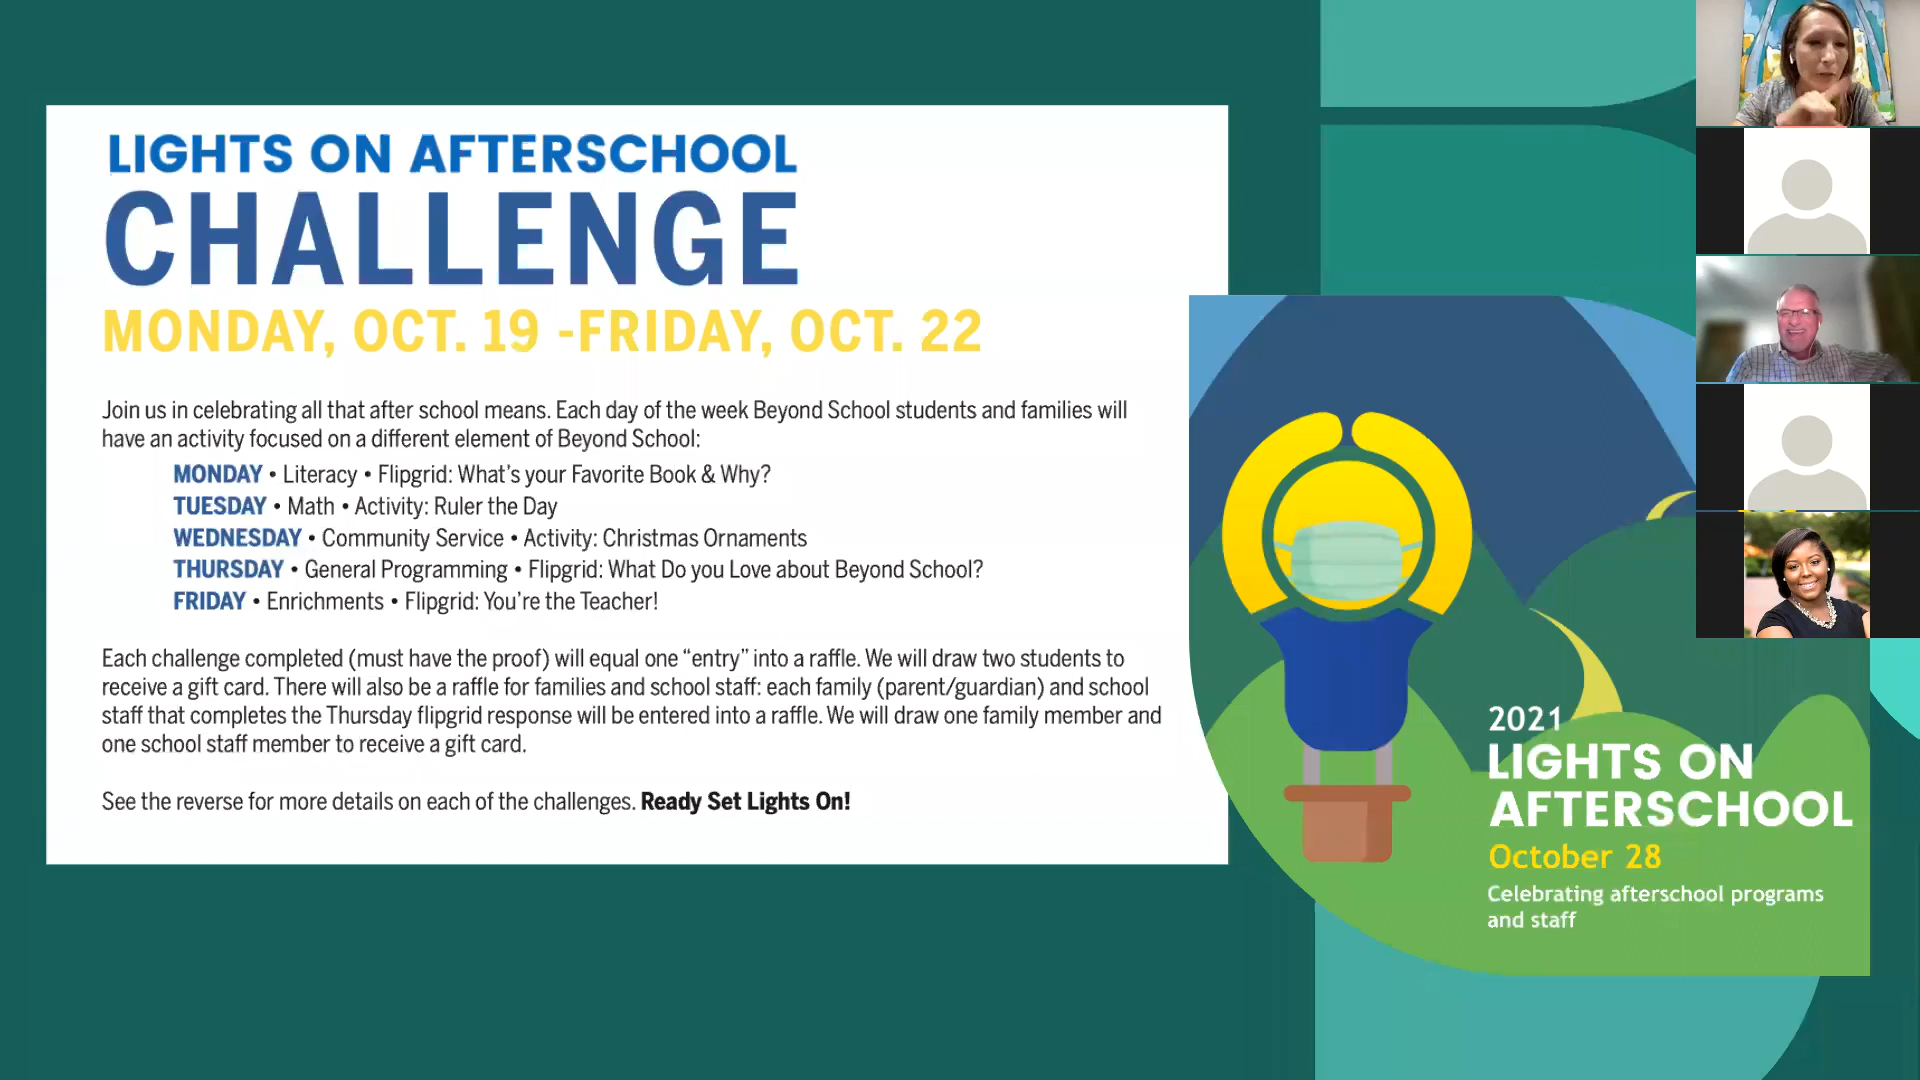 LIGHTS ON AFTERSCHOOL
CHALLENGE
MONDAY, OCT. 19 -FRIDAY, OCT. 22
Join us in celebrating all that after school means. Each day of the week Beyond School students and families will
have an activity focused on a different element of Beyond School:
MONDAY • Literacy • Flipgrid: What's your Favorite Book & Why?
TUESDAY • Math • Activity: Ruler the Day
WEDNESDAY • Community Service • Activity: Christmas Ornaments
THURSDAY • General Programming • Flipgrid: What Do you Love about Beyond School?
FRIDAY • Enrichments • Flipgrid: You're the Teacher!
Each challenge completed (must have the proof) will equal one “entry” into a raffle. We will draw two students to
receive a gift card. There will also be a raffle for families and school staff: each family (parent/guardian) and school
staff that completes the Thursday flipgrid response will be entered into a raffle. We will draw one family member and
one school staff member to receive a gift card.
See the reverse for more details on each of the challenges. Ready Set Lights On!
2021
LIGHTS ON
AFTERSCHOOL
October 28
Celebrating afterschool programs
and staff